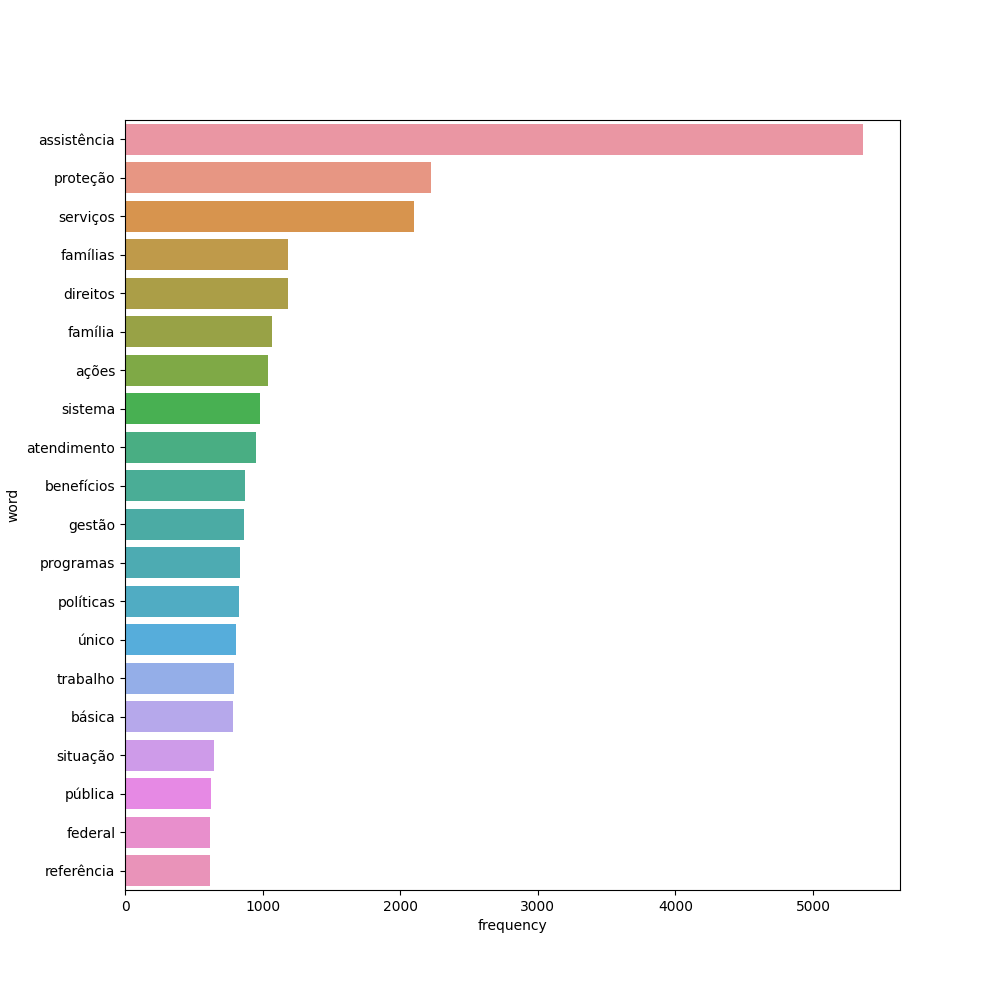 assistência
proteção
serviços
famílias
direitos
família
ações
sistema
atendimento
benefícios
gestão
programas
políticas
único
trabalho
básica
situação
pública
federal
referência
word
0 1000 2000 3000 4000 5000
frequency